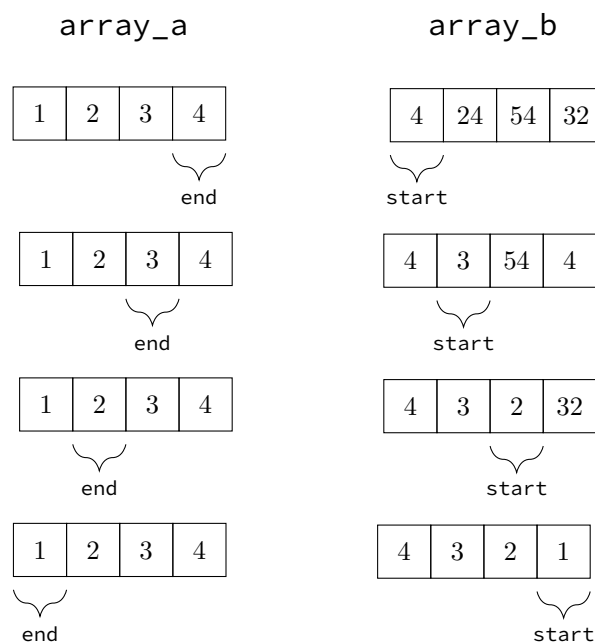 array_a array_b
1 2 3 4 4 24 54 32
end start
1 2 3 4 4 3 54 4
end start
1 2 3 4 4 3 2 32
end start
1 2 3 4 4 3 2 1
end start